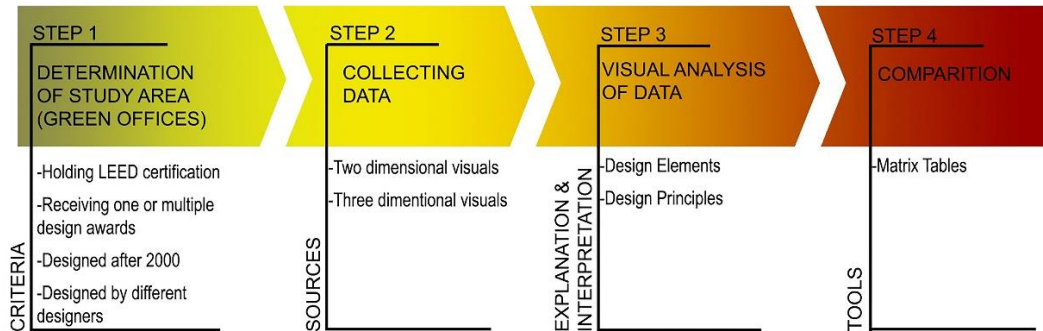 STEP 1
DETERMINATION
OF STUDY AREA
(GREEN OFFICES)
CRITERIA
-Holding LEED certification
-Receiving one or multiple
design awards
-Designed after 2000
-Designed by different
designers
STEP 2
COLLECTING
DATA
SOURCES
-Two dimensional visuals
-Three dimentional visuals
STEP 3
VISUAL ANALYSIS
OF DATA
EXPLANATION &
INTERPRETATION
-Design Elements
-Design Principles
STEP 4
COMPARITION
TOOLS
-Matrix Tables